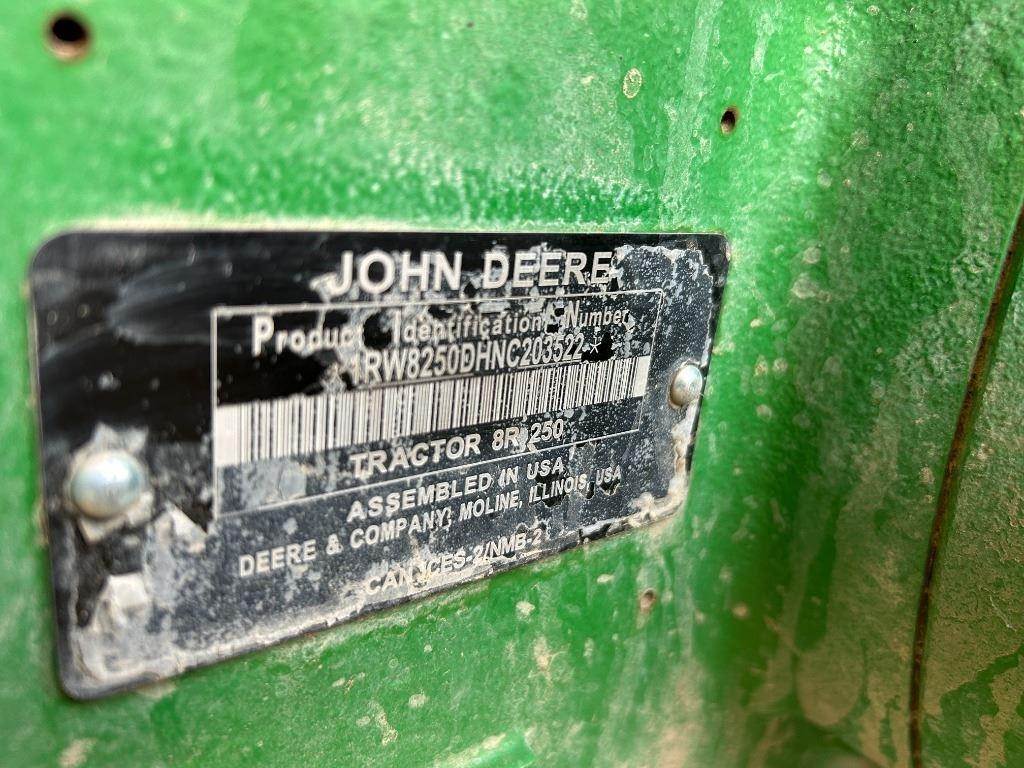 JOHN DEERE
Product Identification Number
*1RW8250DHNC203522*
TRACTOR 8R 250
ASSEMBLED IN USA
DEERE & COMPANY, MOLINE, ILLINOIS, USA
CAN ICES-2/NMB-2